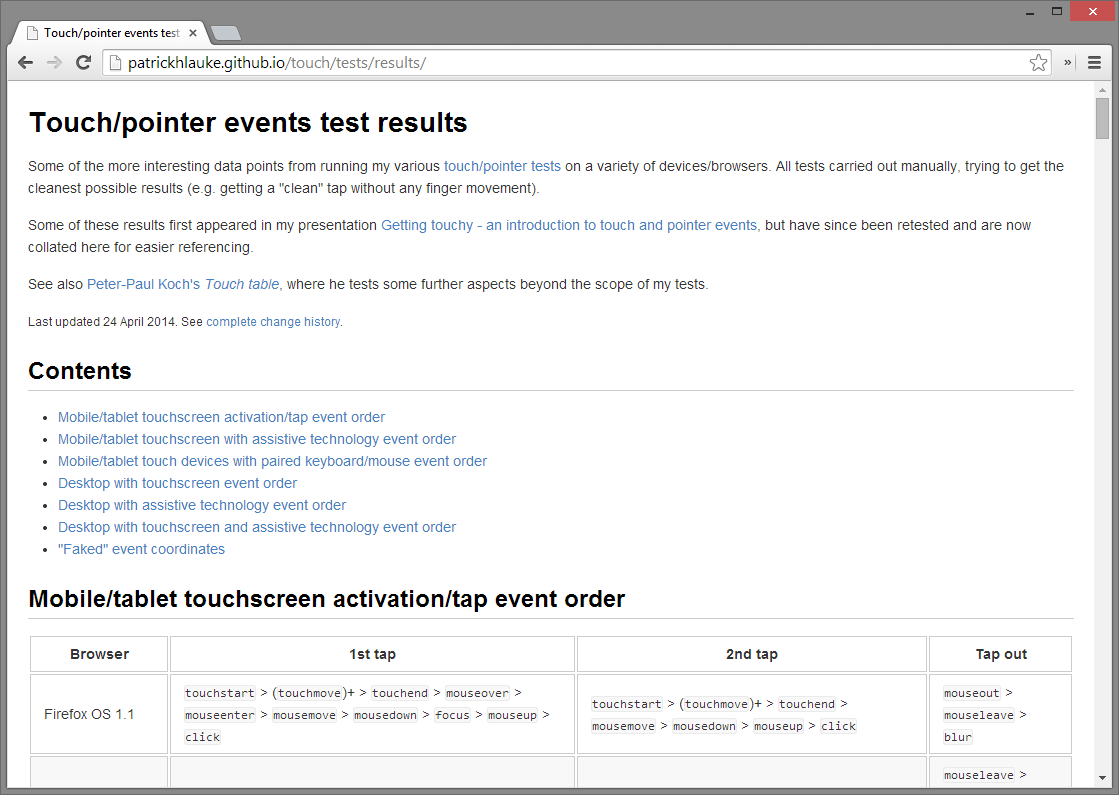 Touch/pointer events test
patrickhlauke.github.io/touch/tests/results/
Touch/pointer events test results
Some of the more interesting data points from running my various touch/pointer tests on a variety of devices/browsers. All tests carried out manually, trying to get the
cleanest possible results (e.g. getting a "clean" tap without any finger movement).
Some of these results first appeared in my presentation Getting touchy - an introduction to touch and pointer events, but have since been retested and are now
collated here for easier referencing.
See also Peter-Paul Koch's Touch table, where he tests some further aspects beyond the scope of my tests.
Last updated 24 April 2014. See complete change history.
Contents
• Mobile/tablet touchscreen activation/tap event order
• Mobile/tablet touchscreen with assistive technology event order
• Mobile/tablet touch devices with paired keyboard/mouse event order
• Desktop with touchscreen event order
• Desktop with assistive technology event order
• Desktop with touchscreen and assistive technology event order
• "Faked" event coordinates
Mobile/tablet touchscreen activation/tap event order
Browser 1st tap 2nd tap Tap out
Firefox OS 1.1
touchstart > (touchmove)+ > touchend > mouseover >
mouseenter > mousemove > mousedown > focus > mouseup >
click
touchstart > (touchmove)+ > touchend >
mousemove > mousedown > mouseup > click
mouseout >
mouseleave >
blur
mouseleave >